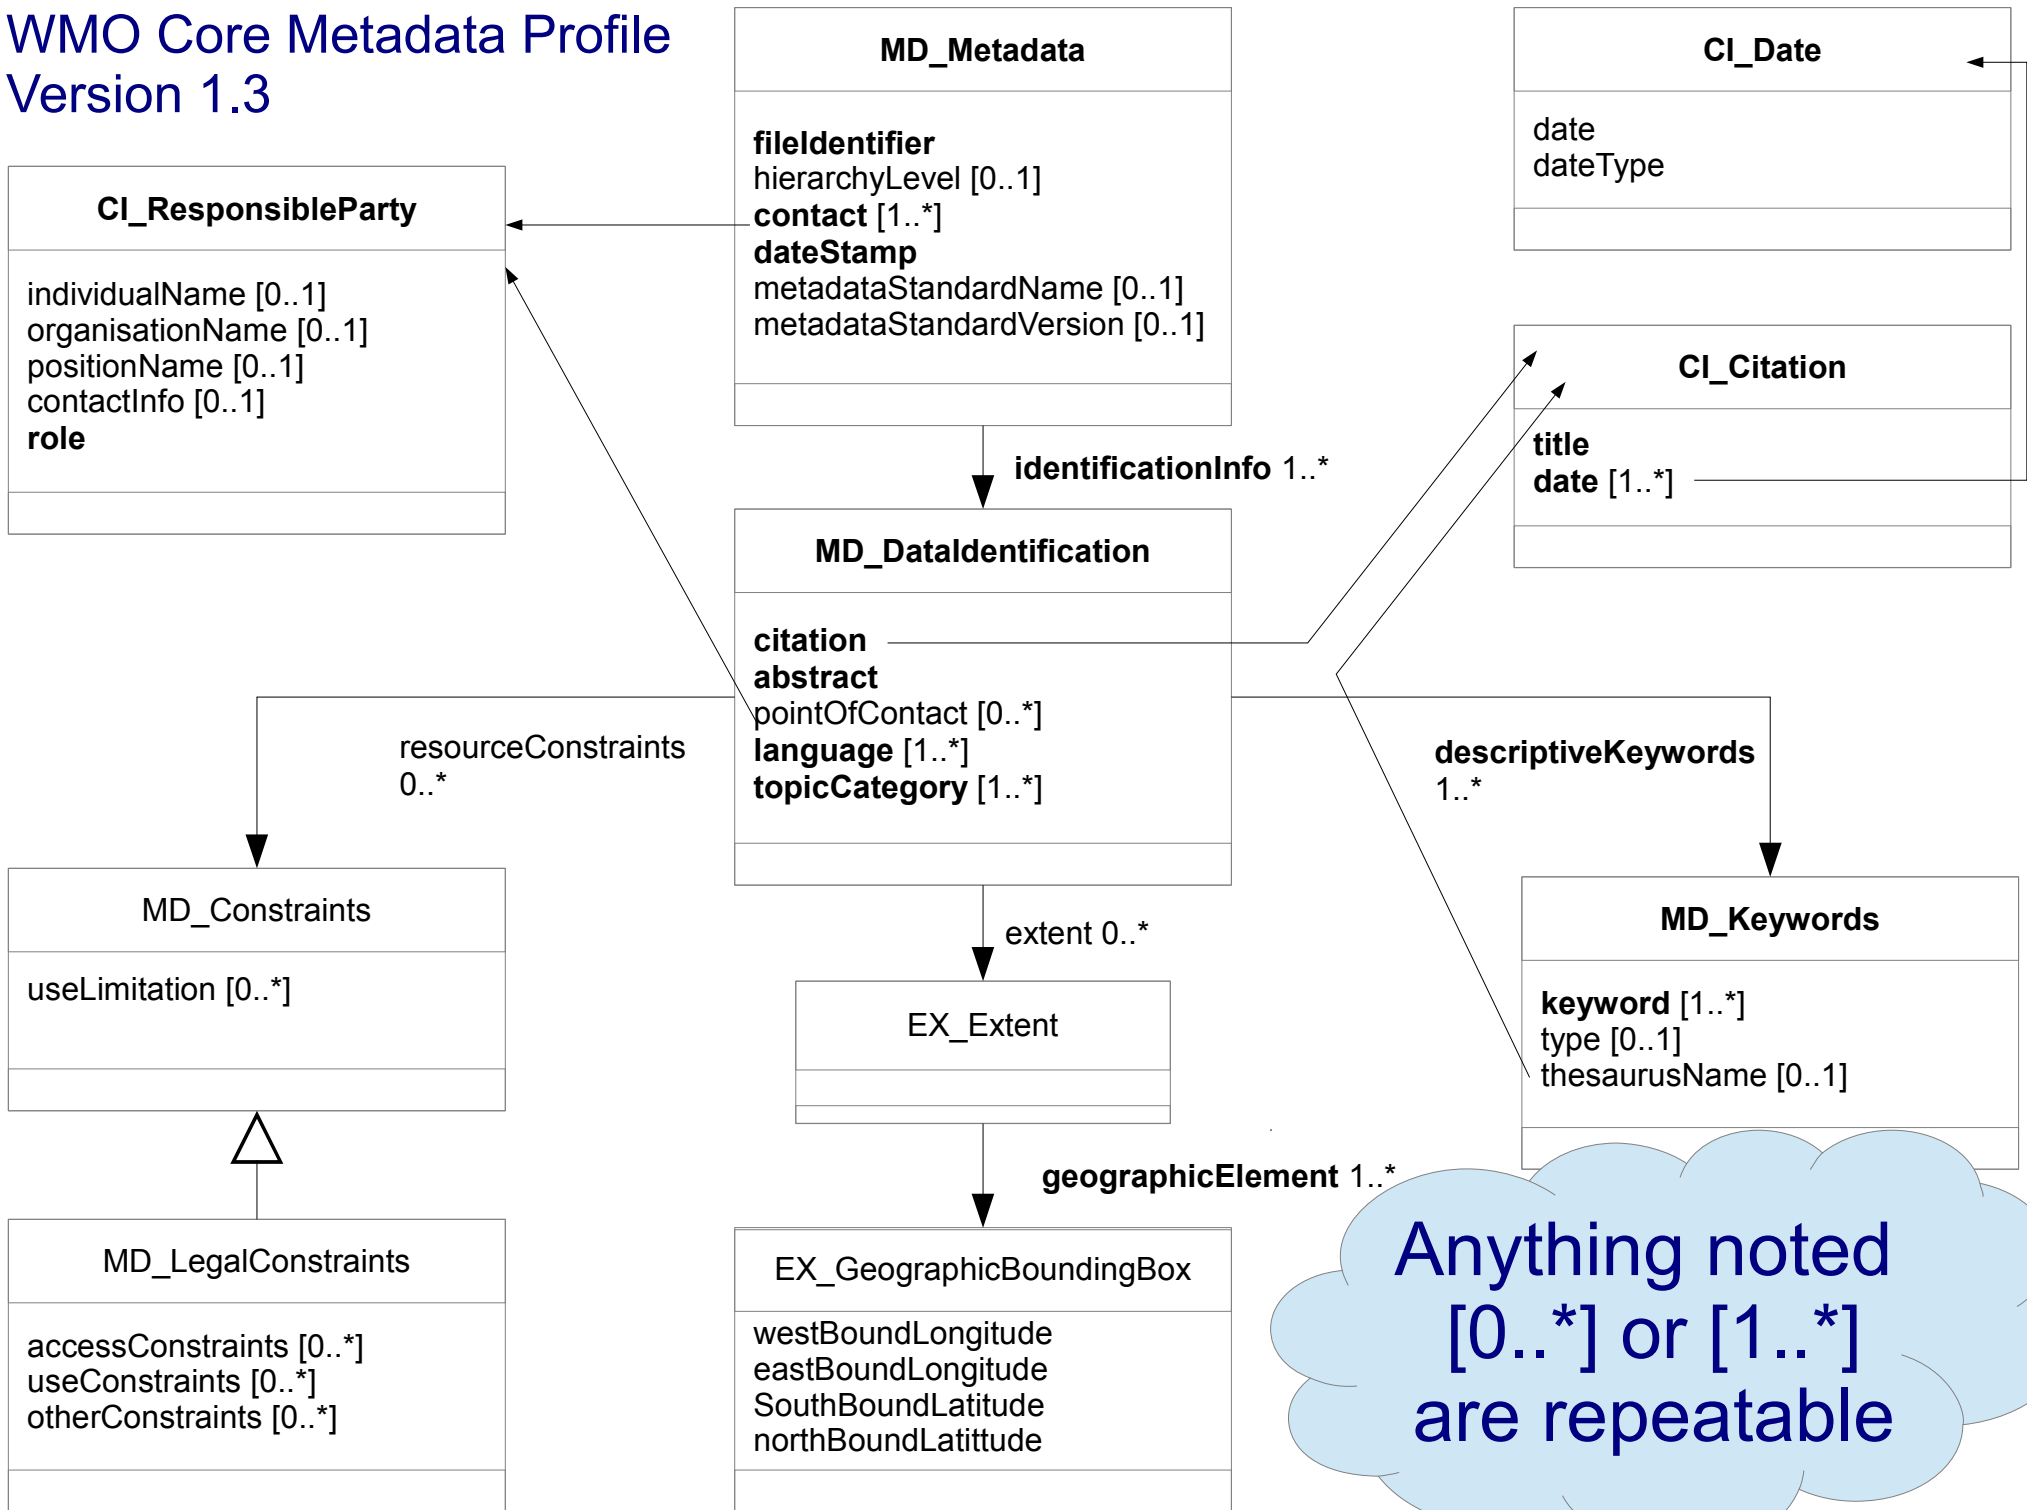 WMO Core Metadata Profile
Version 1.3
MD_Metadata
fileIdentifier
hierarchyLevel [0..1]
contact [1..*]
dateStamp
metadataStandardName [0..1]
metadataStandardVersion [0..1]
CI_Date
date
dateType
CI_ResponsibleParty
individualName [0..1]
organisationName [0..1]
positionName [0..1]
contactInfo [0..1]
role
CI_Citation
title
date [1..*]
identificationInfo 1..*
MD_DataIdentification
citation
abstract
pointOfContact [0..*]
language [1..*]
topicCategory [1..*]
resourceConstraints
0..*
descriptiveKeywords
1..*
MD_Constraints
useLimitation [0..*]
extent 0..*
EX_Extent
MD_Keywords
keyword [1..*]
type [0..1]
thesaurusName [0..1]
geographicElement 1..*
MD_LegalConstraints
accessConstraints [0..*]
useConstraints [0..*]
otherConstraints [0..*]
EX_GeographicBoundingBox
westBoundLongitude
eastBoundLongitude
SouthBoundLatitude
northBoundLatittude
Anything noted
[0..*] or [1..*]
are repeatable